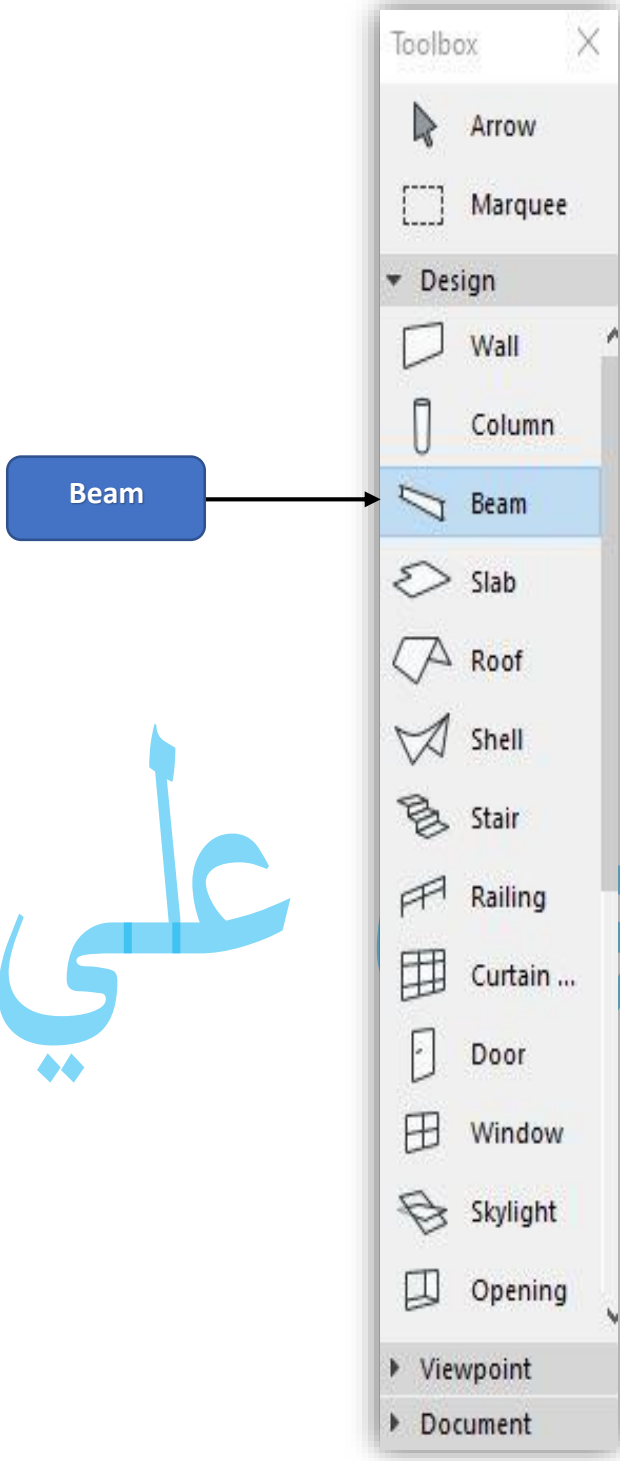 Toolbox
Arrow
Marquee
Design
Wall
Column
Beam
Beam
Slab
Roof
Shell
Stair
Railing
Curtain ...
Door
Window
Skylight
Opening
Viewpoint
Document
علي